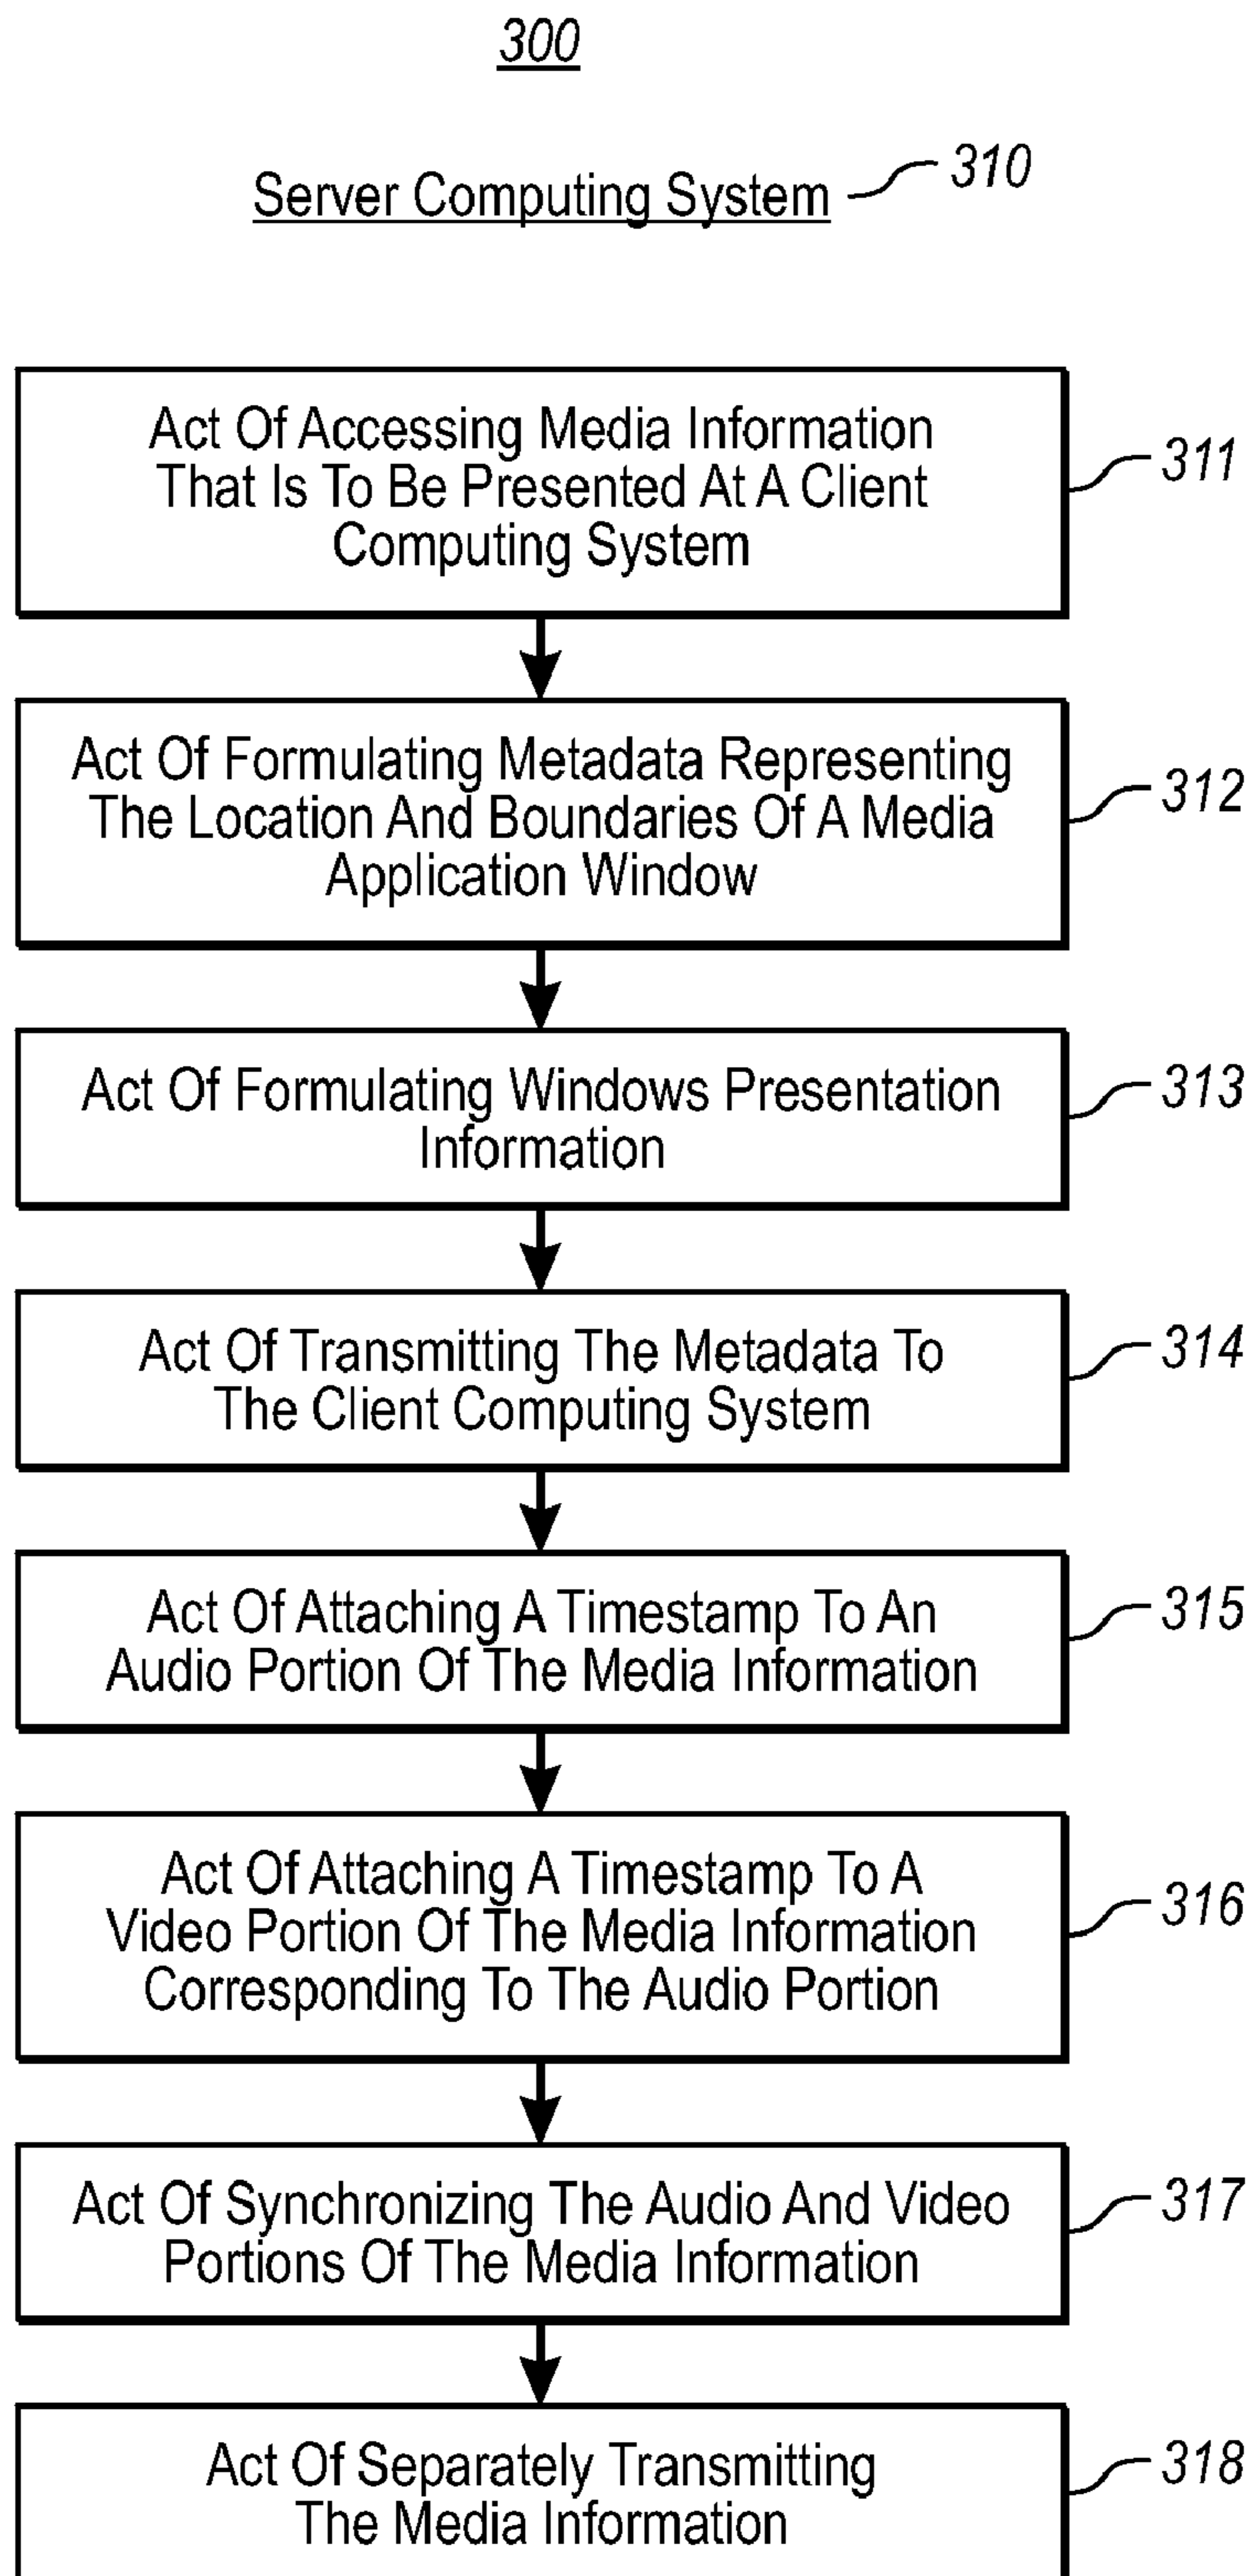 300
Server Computing System
310
Act Of Accessing Media Information
That Is To Be Presented At A Client
Computing System
311
Act Of Formulating Metadata Representing
The Location And Boundaries Of A Media
Application Window
312
Act Of Formulating Windows Presentation
Information
313
Act Of Transmitting The Metadata To
The Client Computing System
314
Act Of Attaching A Timestamp To An
Audio Portion Of The Media Information
315
Act Of Attaching A Timestamp To A
Video Portion Of The Media Information
Corresponding To The Audio Portion
316
Act Of Synchronizing The Audio And Video
Portions Of The Media Information
317
Act Of Separately Transmitting
The Media Information
318